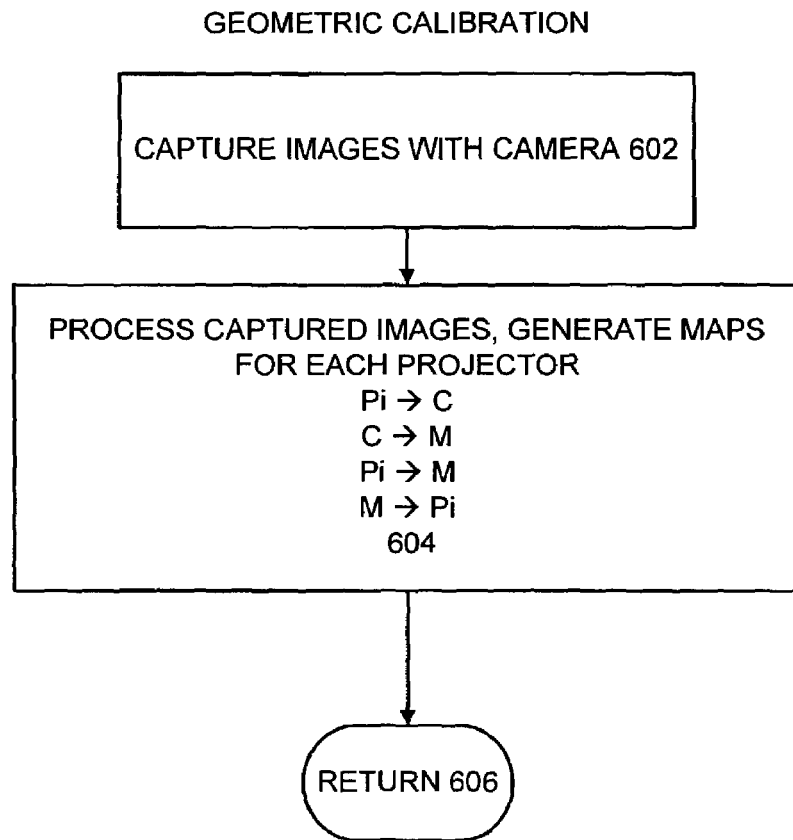 GEOMETRIC CALIBRATION
CAPTURE IMAGES WITH CAMERA 602
PROCESS CAPTURED IMAGES, GENERATE MAPS
FOR EACH PROJECTOR
Pi → C
C → M
Pi → M
M → Pi
604
RETURN 606